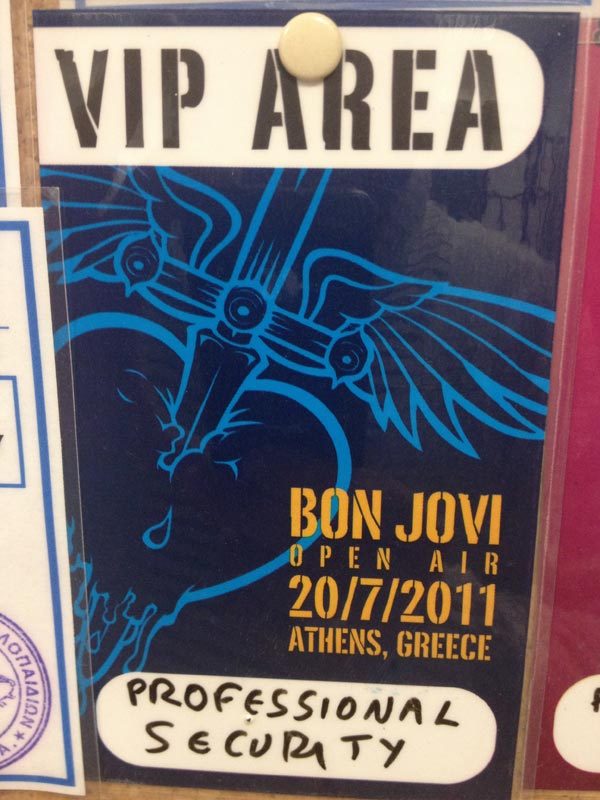 VIP AREA
BON JOVI
OPEN AIR
20/7/2011
ATHENS, GREECE
PROFESSIONAL
SECURITY